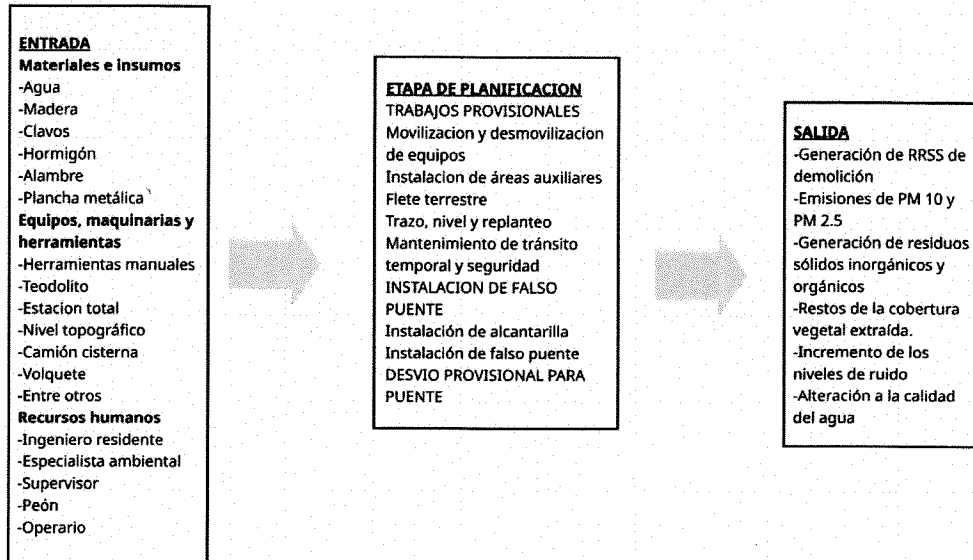 ENTRADA
Materiales e insumos
-Agua
-Madera
-Clavos
-Hormigón
-Alambre
-Plancha metálica
Equipos, maquinarias y
herramientas
-Herramientas manuales
-Teodolito
-Estacion total
-Nivel topográfico
-Camión cisterna
-Volquete
-Entre otros
Recursos humanos
-Ingeniero residente
-Especialista ambiental
-Supervisor
-Peón
-Operario
ETAPA DE PLANIFICACION
TRABAJOS PROVISIONALES
Movilizacion y desmovilizacion
de equipos
Instalacion de áreas auxiliares
Flete terrestre
Trazo, nivel y replanteo
Mantenimiento de tránsito
temporal y seguridad
INSTALACION DE FALSO
PUENTE
Instalación de alcantarilla
Instalación de falso puente
DESVIO PROVISIONAL PARA
PUENTE
SALIDA
-Generación de RRSS de
demolición
-Emisiones de PM 10 y
PM 2.5
-Generación de residuos
sólidos inorgánicos y
orgánicos
-Restos de la cobertura
vegetal extraída.
-Incremento de los
niveles de ruido
-Alteración a la calidad
del agua